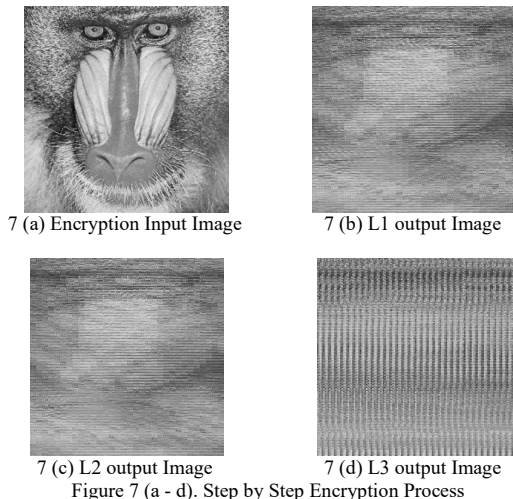 7 (a) Encryption Input Image
7 (b) L1 output Image
7 (c) L2 output Image
7 (d) L3 output Image
Figure 7 (a - d). Step by Step Encryption Process